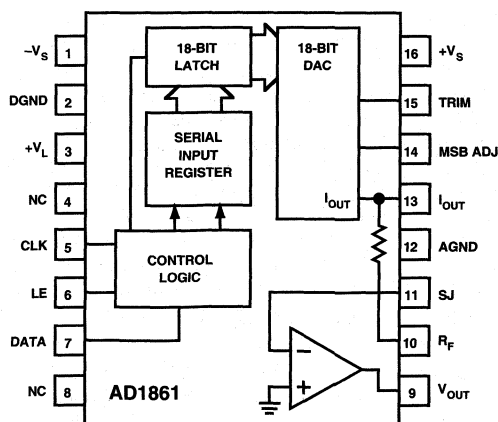 –VS 1
DGND 2
+VL 3
NC 4
CLK 5
LE 6
DATA 7
NC 8
18-BIT
LATCH
SERIAL
INPUT
REGISTER
CONTROL
LOGIC
18-BIT
DAC
IOUT
–
+
AD1861
16 +VS
15 TRIM
14 MSB ADJ
13 IOUT
12 AGND
11 SJ
10 RF
9 VOUT